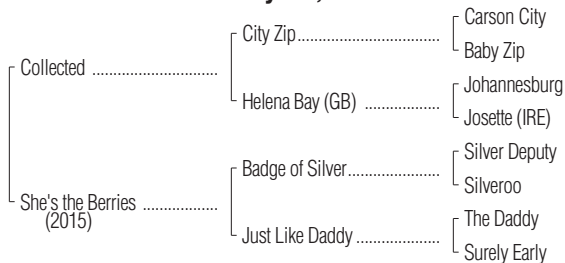 Carson City
City Zip
Baby Zip
Collected
Johannesburg
Helena Bay (GB)
Josette (IRE)
Silver Deputy
Badge of Silver
Silveroo
She's the Berries
(2015)
The Daddy
Just Like Daddy
Surely Early